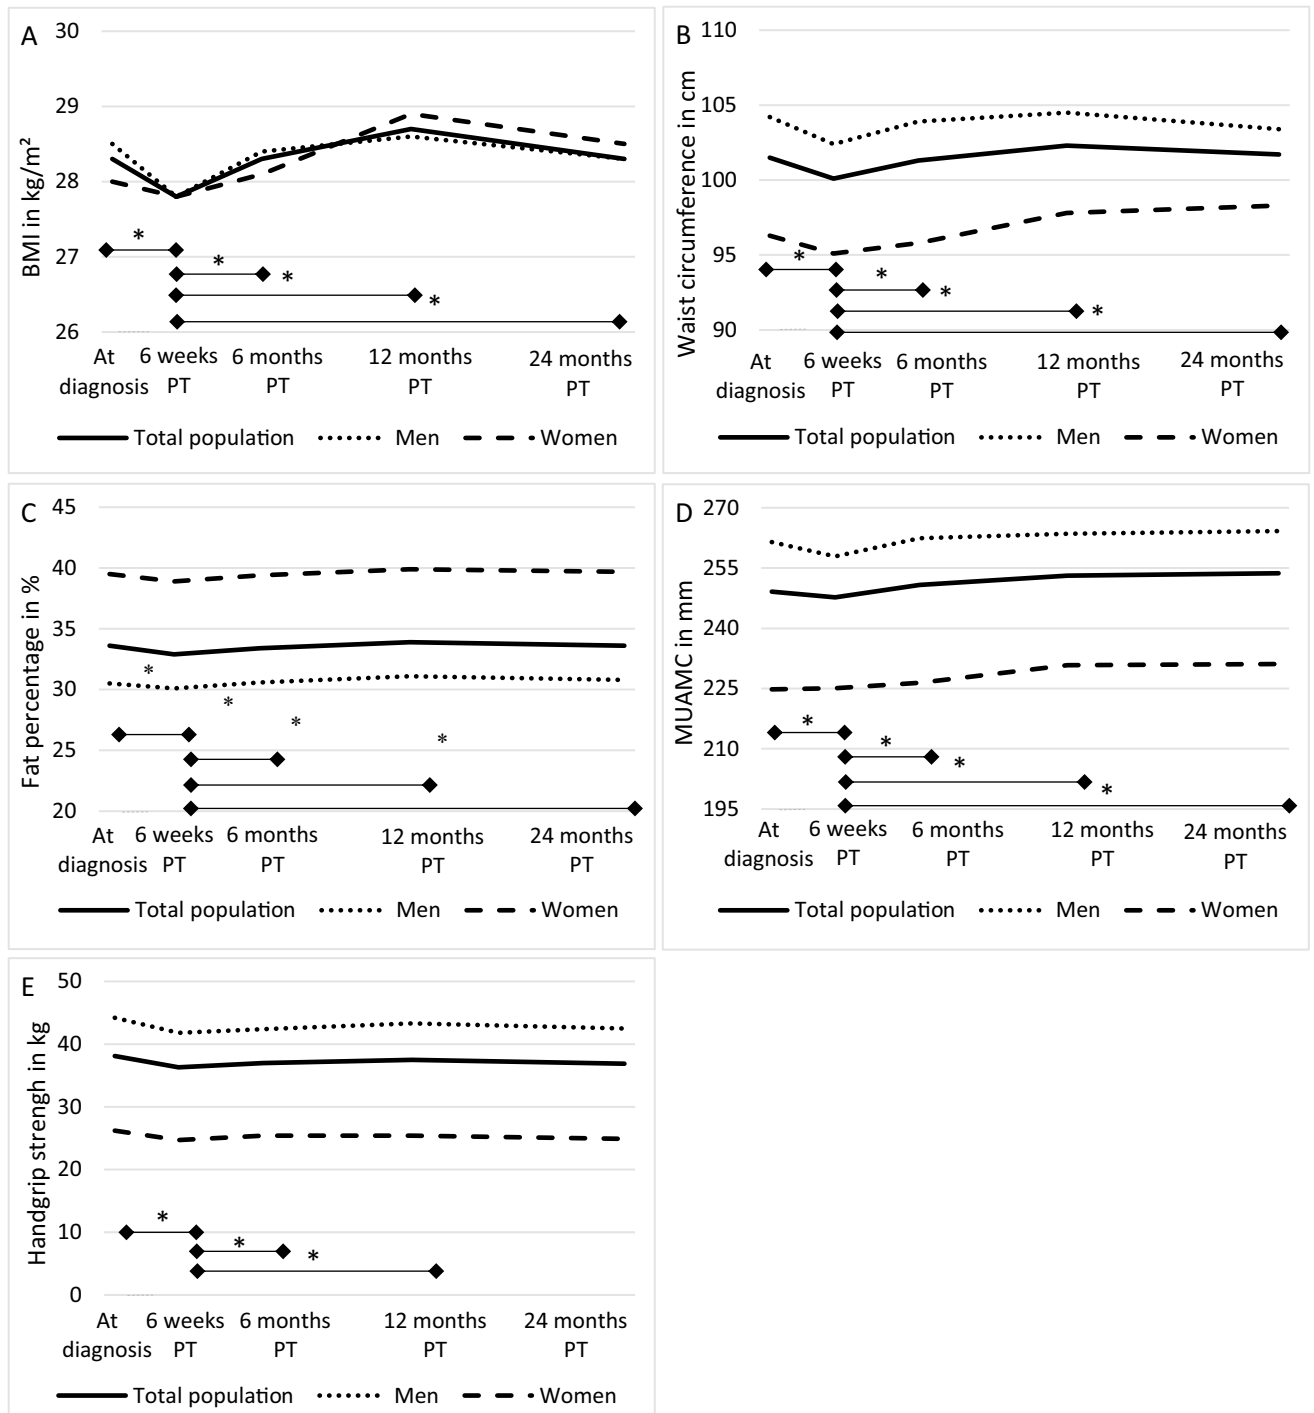 A
BMI in kg/m²
30
29
28
27
26
*
*
*
*
At diagnosis
6 weeks PT
6 months PT
12 months PT
24 months PT
Total population
Men
Women
B
Waist circumference in cm
110
105
100
95
90
*
*
*
*
At diagnosis
6 weeks PT
6 months PT
12 months PT
24 months PT
Total population
Men
Women
C
Fat percentage in %
45
40
35
30
25
20
*
*
*
*
At diagnosis
6 weeks PT
6 months PT
12 months PT
24 months PT
Total population
Men
Women
D
MUAMC in mm
270
255
240
225
210
195
*
*
*
*
At diagnosis
6 weeks PT
6 months PT
12 months PT
24 months PT
Total population
Men
Women
E
Handgrip strengh in kg
50
40
30
20
10
0
*
*
*
At diagnosis
6 weeks PT
6 months PT
12 months PT
24 months PT
Total population
Men
Women